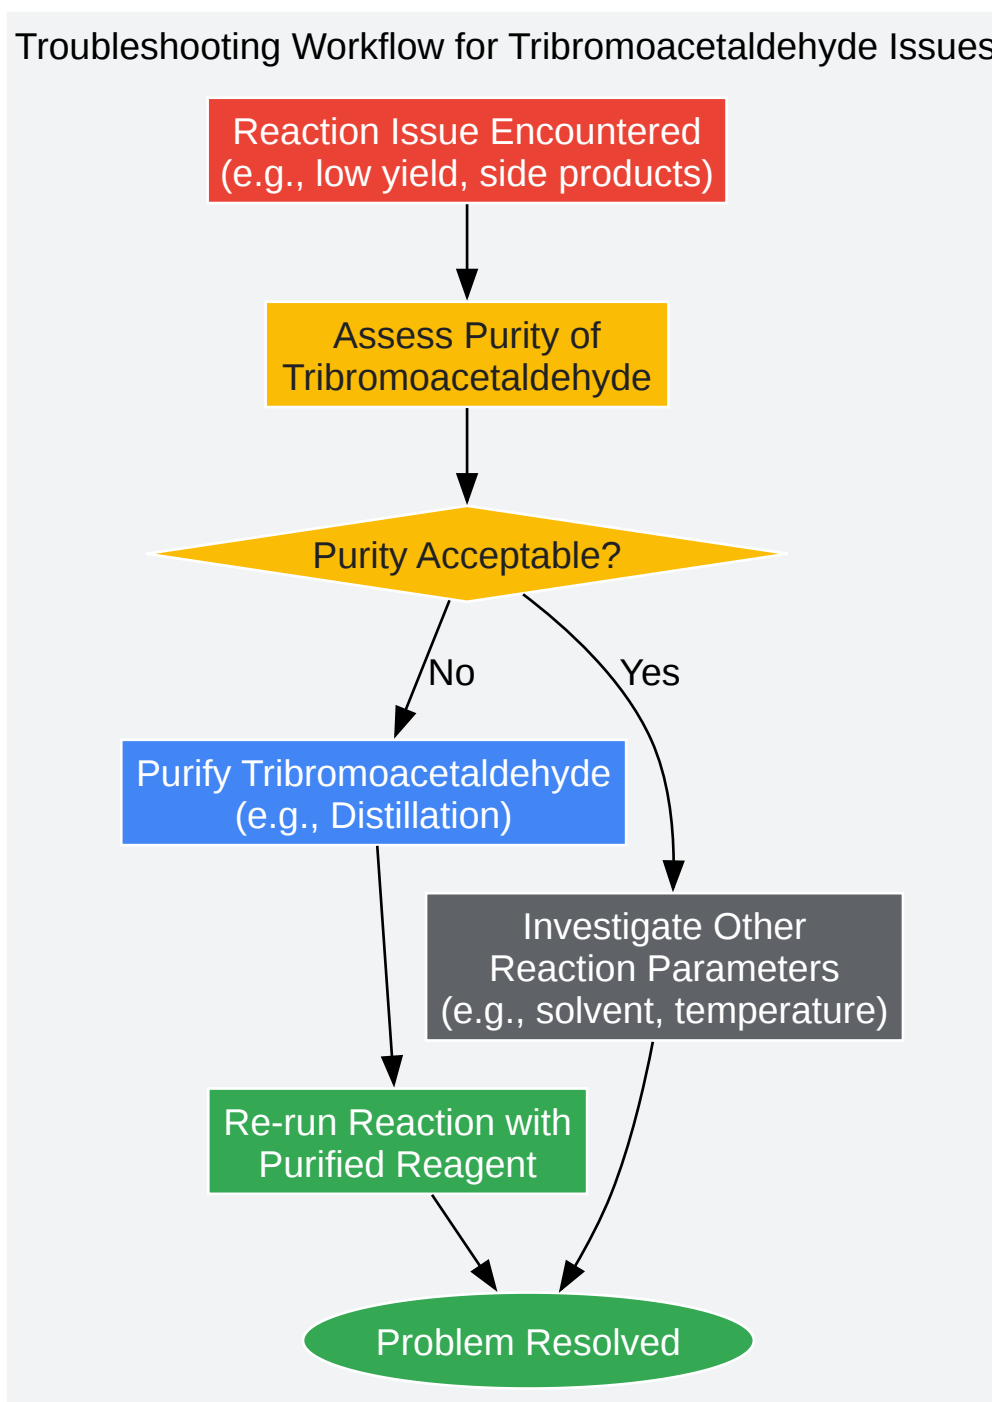 Troubleshooting Workflow for Tribromoacetaldehyde Issues
Reaction Issue Encountered
(e.g., low yield, side products)
Assess Purity of
Tribromoacetaldehyde
Purity Acceptable?
No
Yes
Purify Tribromoacetaldehyde
(e.g., Distillation)
Investigate Other
Reaction Parameters
(e.g., solvent, temperature)
Re-run Reaction with
Purified Reagent
Problem Resolved